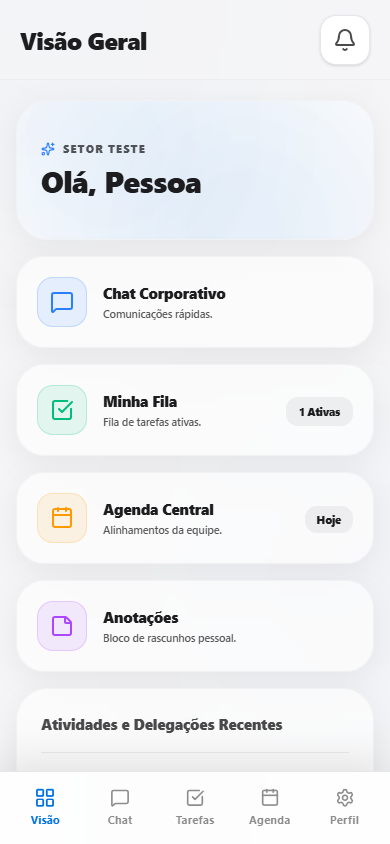 Visão Geral
SETOR TESTE
Olá, Pessoa
Chat Corporativo
Comunicações rápidas.
Minha Fila
Fila de tarefas ativas.
1 Ativas
Agenda Central
Alinhamentos da equipe.
Hoje
Anotações
Bloco de rascunhos pessoal.
Atividades e Delegações Recentes
Visão
Chat
Tarefas
Agenda
Perfil